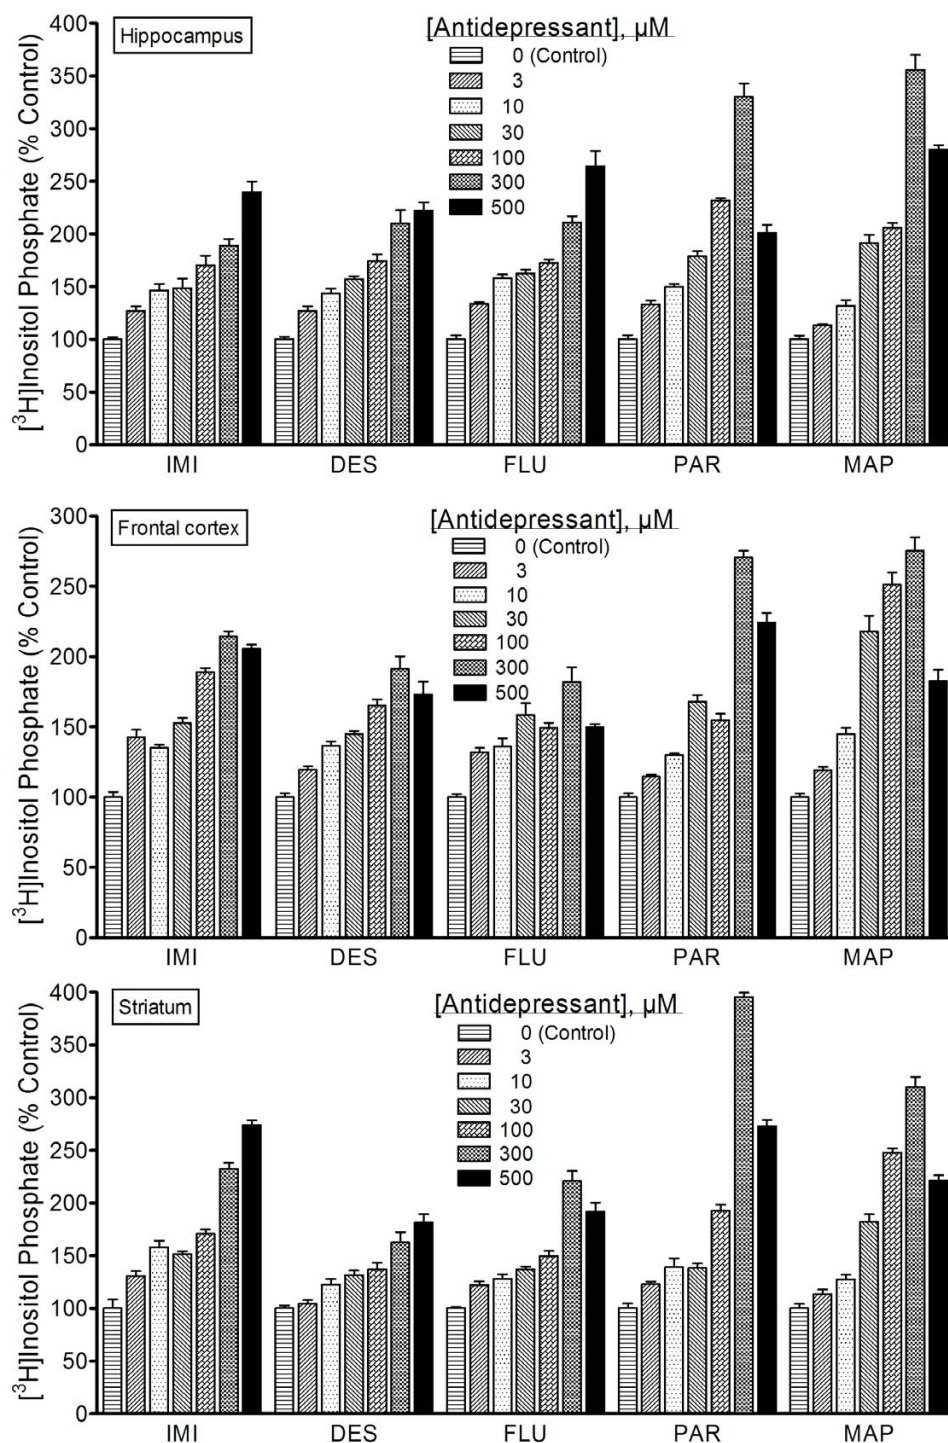 [³H]Inositol Phosphate (% Control)
400
350
300
250
200
150
100
50
0
Hippocampus
[Antidepressant], µM
0 (Control)
3
10
30
100
300
500
IMI DES FLU PAR MAP
[³H]Inositol Phosphate (% Control)
300
250
200
150
100
50
0
Frontal cortex
[Antidepressant], µM
0 (Control)
3
10
30
100
300
500
IMI DES FLU PAR MAP
[³H]Inositol Phosphate (% Control)
400
350
300
250
200
150
100
50
0
Striatum
[Antidepressant], µM
0 (Control)
3
10
30
100
300
500
IMI DES FLU PAR MAP